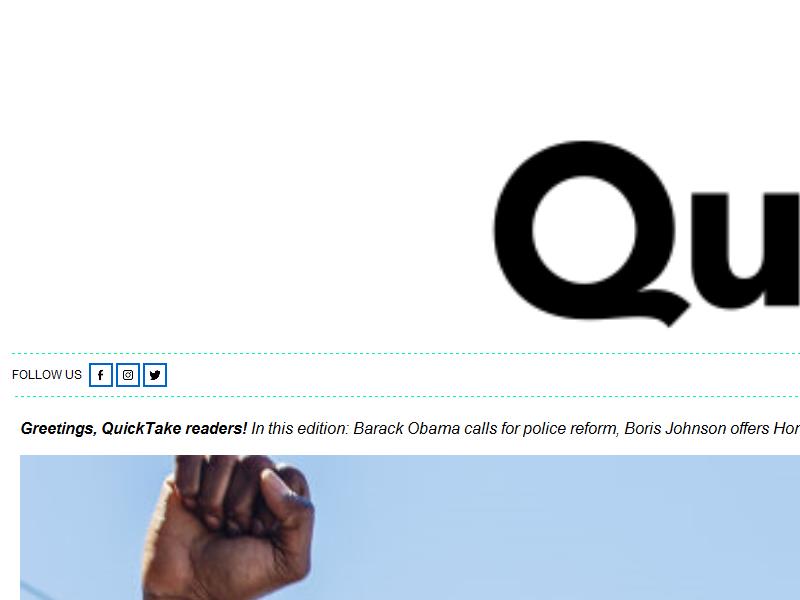 Qu
FOLLOW US
Greetings, QuickTake readers! In this edition: Barack Obama calls for police reform, Boris Johnson offers Hon